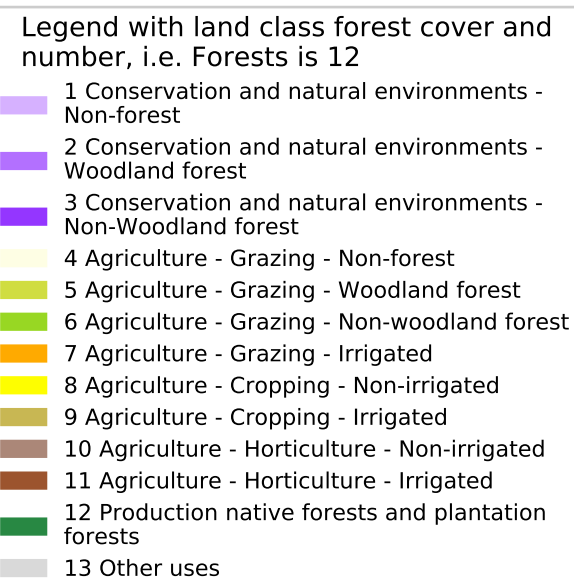 Legend with land class forest cover and
number, i.e. Forests is 12
1 Conservation and natural environments -
Non-forest
2 Conservation and natural environments -
Woodland forest
3 Conservation and natural environments -
Non-Woodland forest
4 Agriculture - Grazing - Non-forest
5 Agriculture - Grazing - Woodland forest
6 Agriculture - Grazing - Non-woodland forest
7 Agriculture - Grazing - Irrigated
8 Agriculture - Cropping - Non-irrigated
9 Agriculture - Cropping - Irrigated
10 Agriculture - Horticulture - Non-irrigated
11 Agriculture - Horticulture - Irrigated
12 Production native forests and plantation
forests
13 Other uses